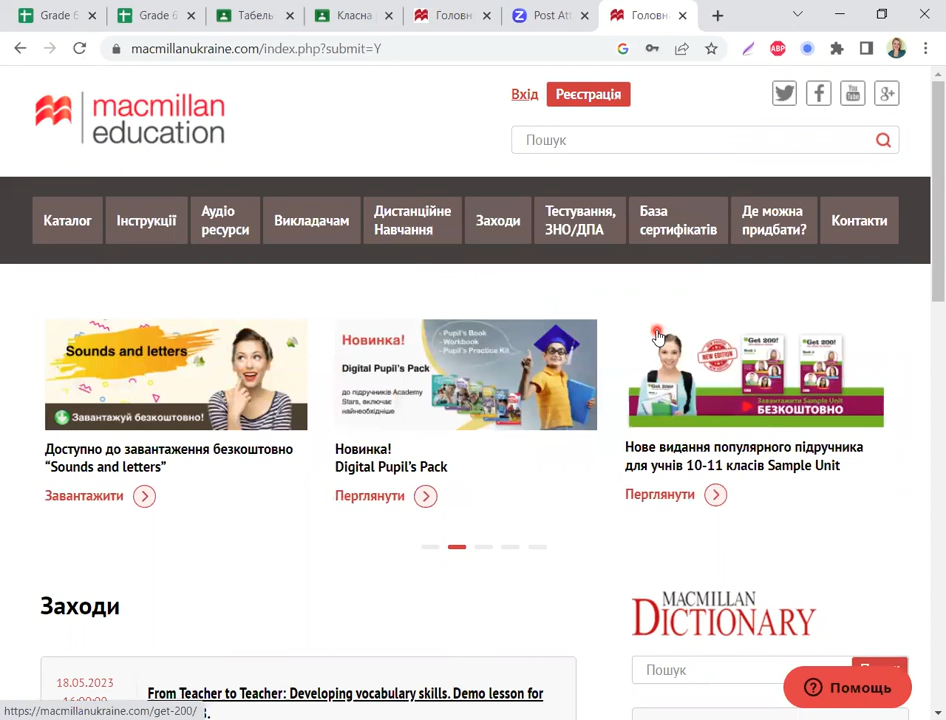 Grade 6
Grade 6
Табель
Класна
Головн
Post Att
Головн
macmillanukraine.com/index.php?submit=Y
ABP
macmillan
education
Вхід
Реєстрація
Пошук
Каталог
Інструкції
Аудіо
ресурси
Викладачам
Дистанційне
Навчання
Заходи
Тестування,
ЗНО/ДПА
База
сертифікатів
Де можна
придбати?
Контакти
Sounds and letters
Завантажуй безкоштовно!
Новинка!
Digital Pupil's Pack
до підручників Academy
Stars, включає
найнеобхідніше
- Pupil's Book
- Workbook
- Pupil's Practice Kit
NEW EDITION
Get 200!
Get 200!
Завантажити Sample Unit
БЕЗКОШТОВНО
Доступно до завантаження безкоштовно
“Sounds and letters”
Завантажити
Новинка!
Digital Pupil’s Pack
Перглянути
Нове видання популярного підручника
для учнів 10-11 класів Sample Unit
Перглянути
Заходи
18.05.2023
From Teacher to Teacher: Developing vocabulary skills. Demo lesson for
MACMILLAN
DICTIONARY
Пошук
Помощь
https://macmillanukraine.com/get-200/